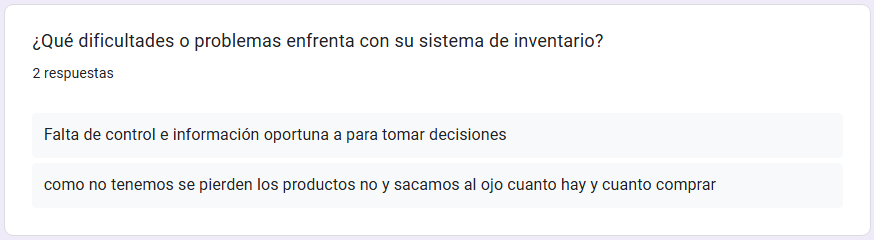 ¿Qué dificultades o problemas enfrenta con su sistema de inventario?
2 respuestas
Falta de control e información oportuna a para tomar decisiones
como no tenemos se pierden los productos no y sacamos al ojo cuanto hay y cuanto comprar